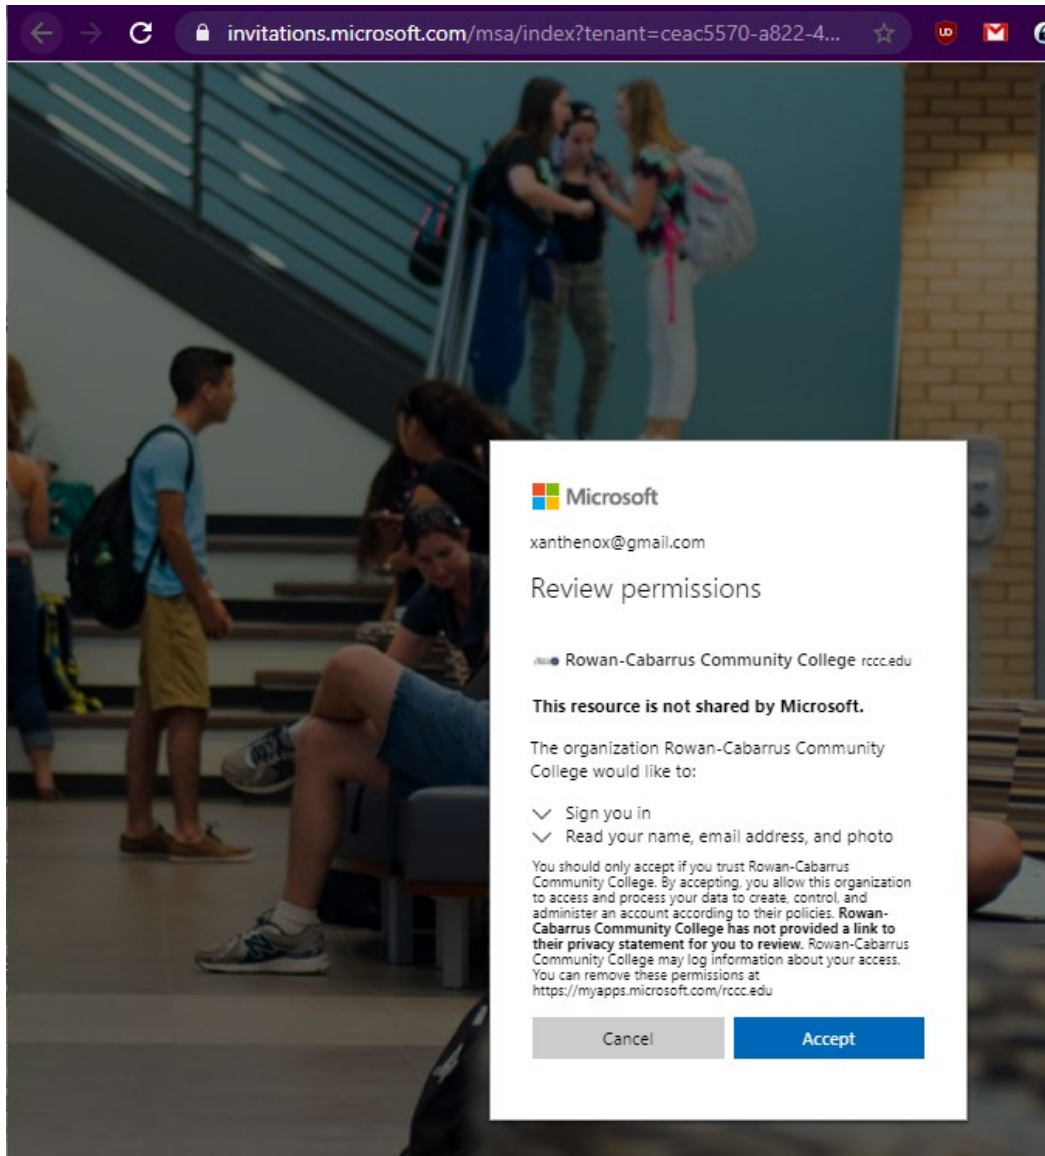 invitations.microsoft.com/msa/index?tenant=ceac5570-a822-4...
Microsoft
xanthenox@gmail.com
Review permissions
Rowan-Cabarrus Community College rccc.edu
This resource is not shared by Microsoft.
The organization Rowan-Cabarrus Community
College would like to:
Sign you in
Read your name, email address, and photo
You should only accept if you trust Rowan-Cabarrus
Community College. By accepting, you allow this organization
to access and process your data to create, control, and
administer an account according to their policies. Rowan-
Cabarrus Community College has not provided a link to
their privacy statement for you to review. Rowan-Cabarrus
Community College may log information about your access.
You can remove these permissions at
https://myapps.microsoft.com/rccc.edu
Cancel
Accept